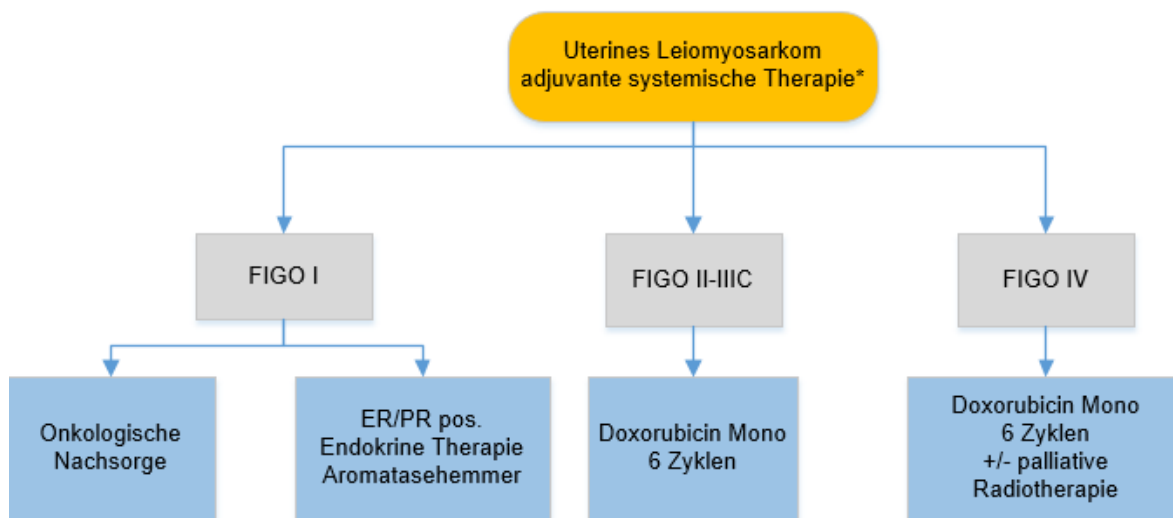 Uterines Leiomyosarkom
adjuvante systemische Therapie*
FIGO I
FIGO II-IIIC
FIGO IV
Onkologische
Nachsorge
ER/PR pos.
Endokrine Therapie
Aromatasehemmer
Doxorubicin Mono
6 Zyklen
Doxorubicin Mono
6 Zyklen
+/- palliative
Radiotherapie